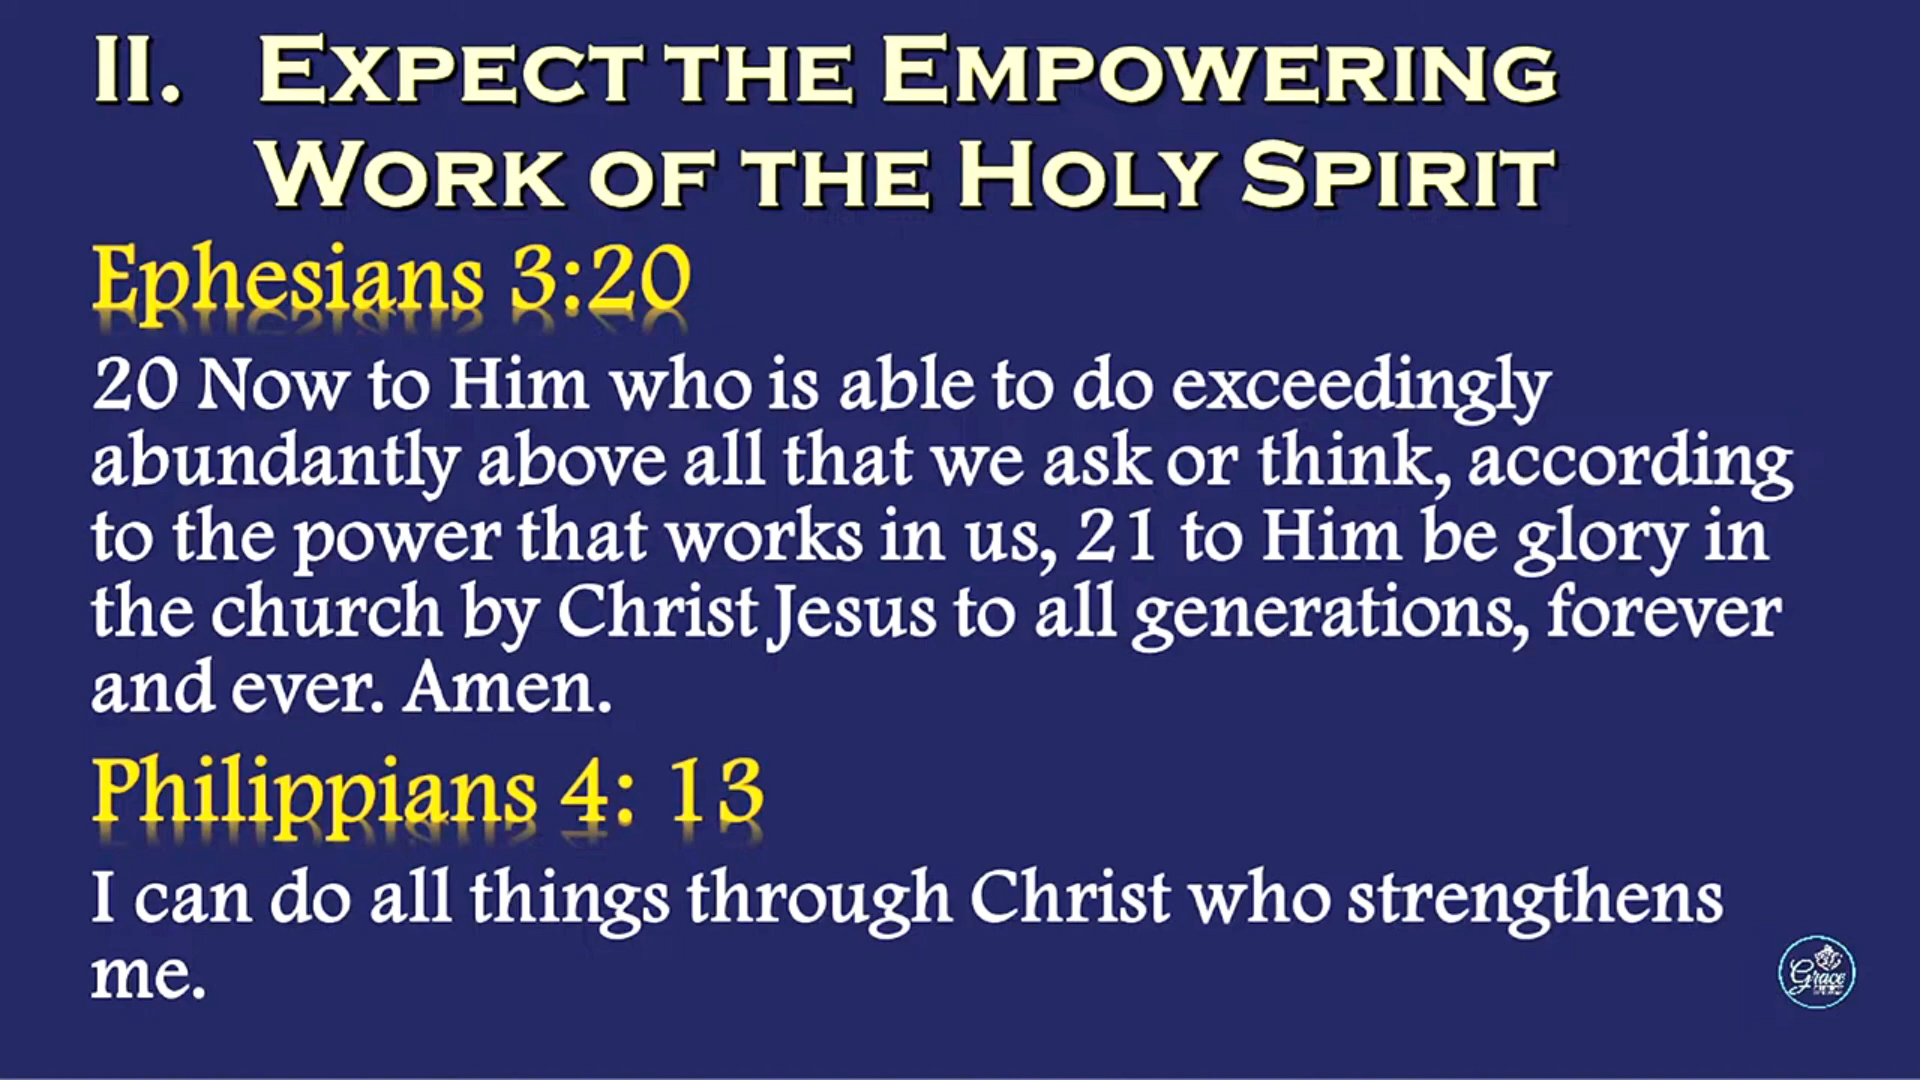 II. Expect the Empowering
Work of the Holy Spirit
Ephesians 3:20
20 Now to Him who is able to do exceedingly
abundantly above all that we ask or think, according
to the power that works in us, 21 to Him be glory in
the church by Christ Jesus to all generations, forever
and ever. Amen.
Philippians 4: 13
I can do all things through Christ who strengthens
me.
Grace